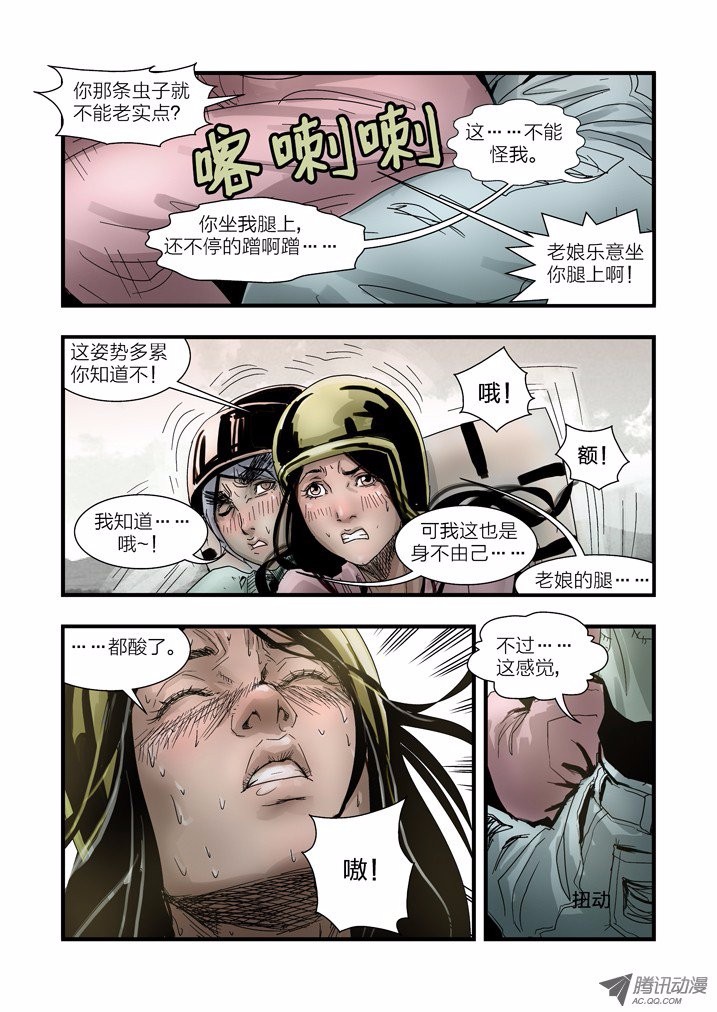 你那条虫子就
不能老实点？
喀喇喇
这……不能
怪我。
你坐我腿上，
还不停的蹭啊蹭……
老娘乐意坐
你腿上啊！
这姿势多累
你知道不！
哦！
额！
我知道……
哦~！
可我这也是
身不由己……
老娘的腿……
……都酸了。
嗷！
不过……
这感觉，
扭动
腾讯动漫
AC.QQ.COM